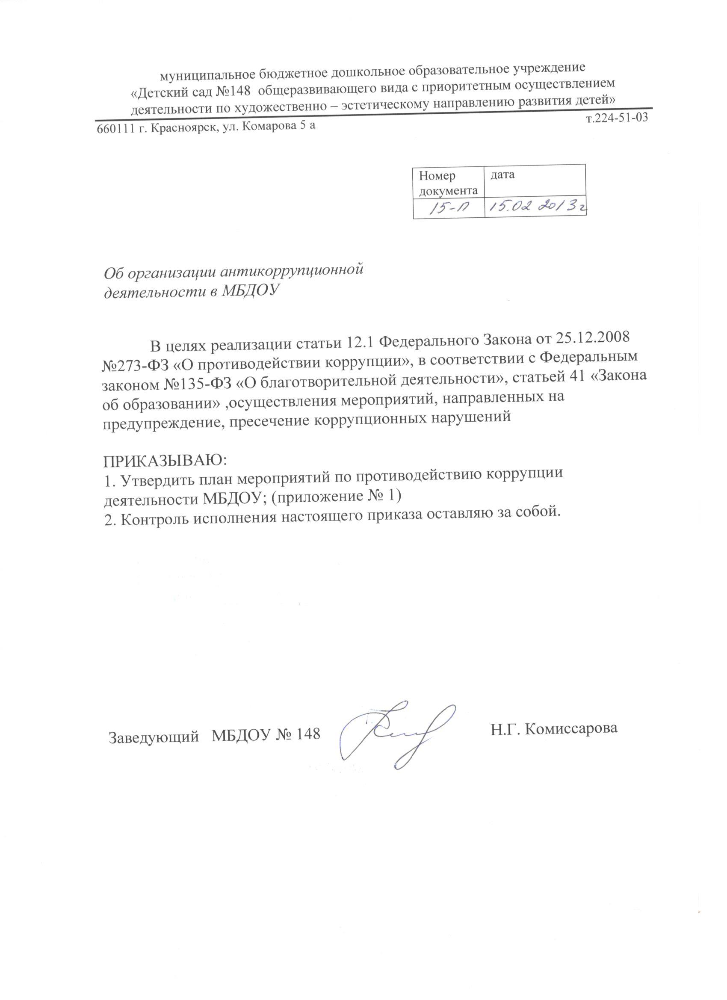 муниципальное бюджетное дошкольное образовательное учреждение
«Детский сад №148  общеразвивающего вида с приоритетным осуществлением
деятельности по художественно – эстетическому направлению развития детей»
660111 г. Красноярск, ул. Комарова 5 а т.224-51-03
Номер документа дата
15-п 15.02 2013г
Об организации антикоррупционной
деятельности в МБДОУ
В целях реализации статьи 12.1 Федерального Закона от 25.12.2008
№273-ФЗ «О противодействии коррупции», в соответствии с Федеральным
законом №135-ФЗ «О благотворительной деятельности», статьей 41 «Закона
об образовании» ,осуществления мероприятий, направленных на
предупреждение, пресечение коррупционных нарушений
ПРИКАЗЫВАЮ:
1. Утвердить план мероприятий по противодействию коррупции
деятельности МБДОУ; (приложение № 1)
2. Контроль исполнения настоящего приказа оставляю за собой.
Заведующий   МБДОУ № 148 Н.Г. Комиссарова